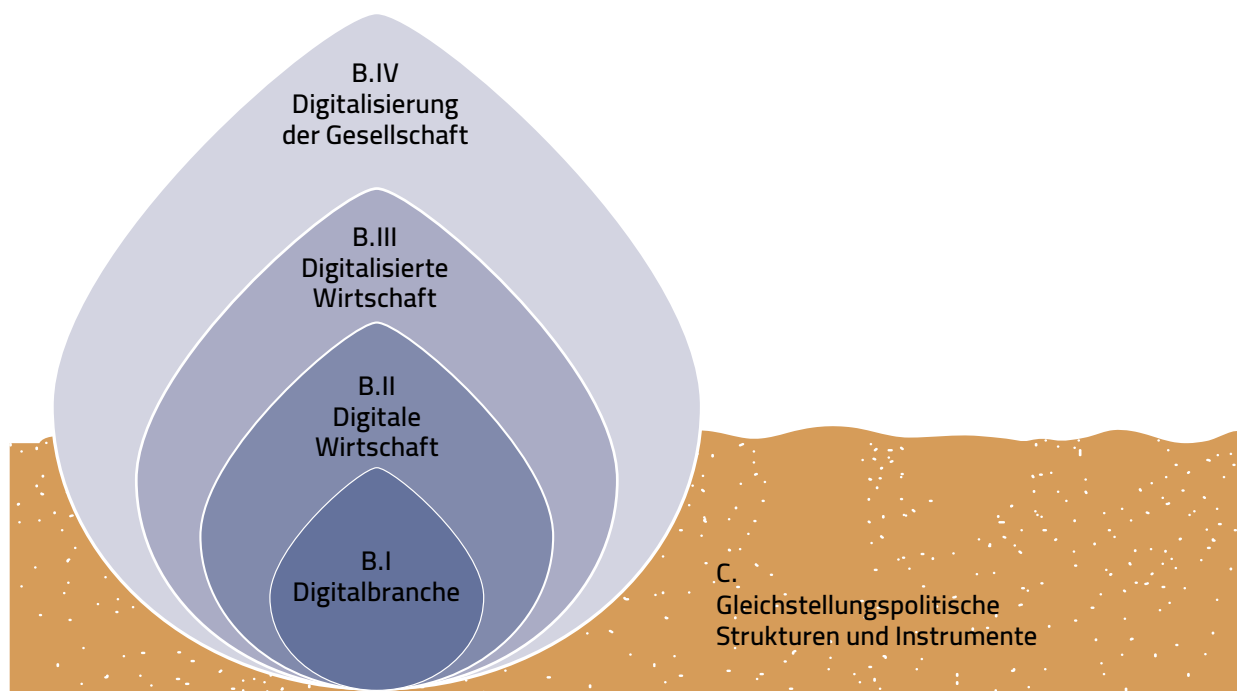 B.IV
Digitalisierung
der Gesellschaft
B.III
Digitalisierte
Wirtschaft
B.II
Digitale
Wirtschaft
B.I
Digitalbranche
C.
Gleichstellungspolitische
Strukturen und Instrumente